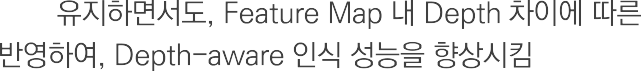 유지하면서도, Feature Map 내 Depth 차이에 따른
반영하여, Depth-aware 인식 성능을 향상시킴